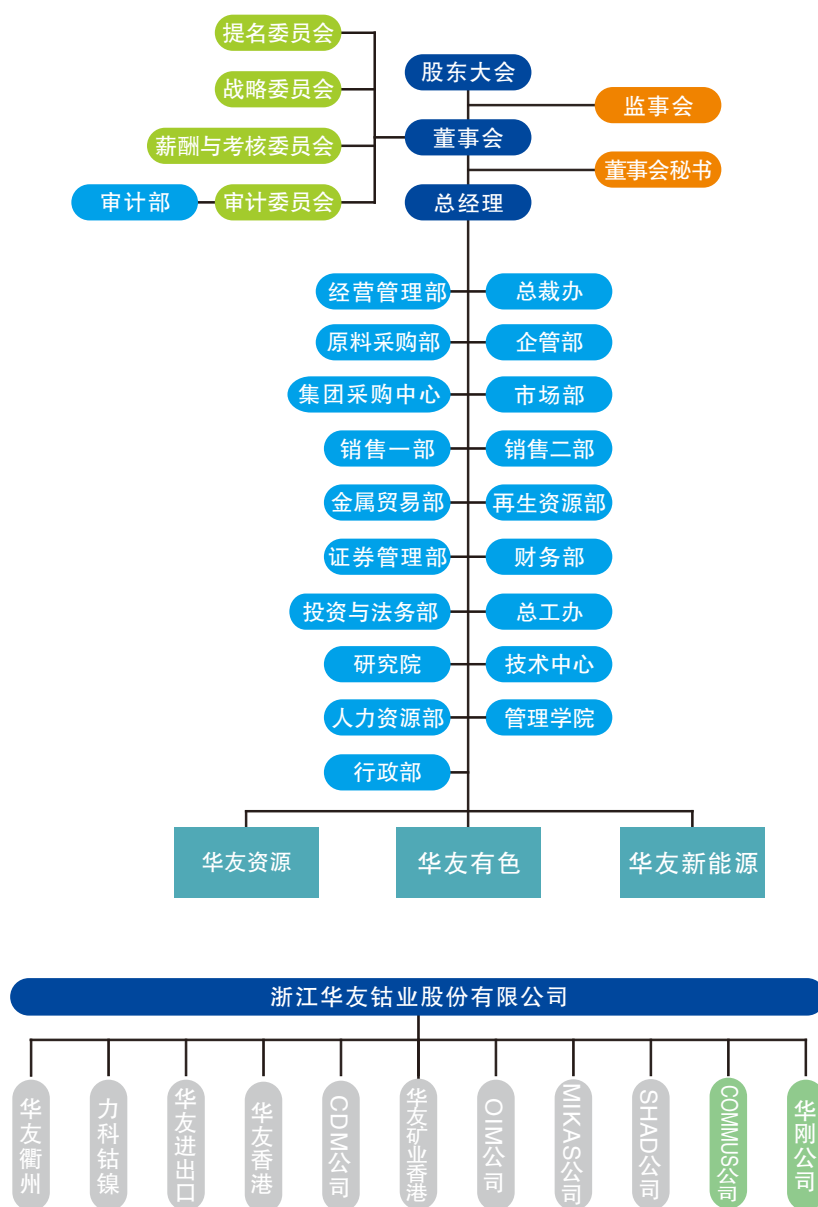 提名委员会
股东大会
战略委员会
监事会
董事会
薪酬与考核委员会
董事会秘书
审计部
审计委员会
总经理
经营管理部
总裁办
原料采购部
企管部
集团采购中心
市场部
销售一部
销售二部
金属贸易部
再生资源部
证券管理部
财务部
投资与法务部
总工办
研究院
技术中心
人力资源部
管理学院
行政部
华友资源
华友有色
华友新能源
浙江华友钴业股份有限公司
华友衢州
力科钴镍
华友进出口
华友香港
CDM公司
华友矿业香港
OIM公司
MIKAS公司
SHAD公司
COMMUS公司
华刚公司